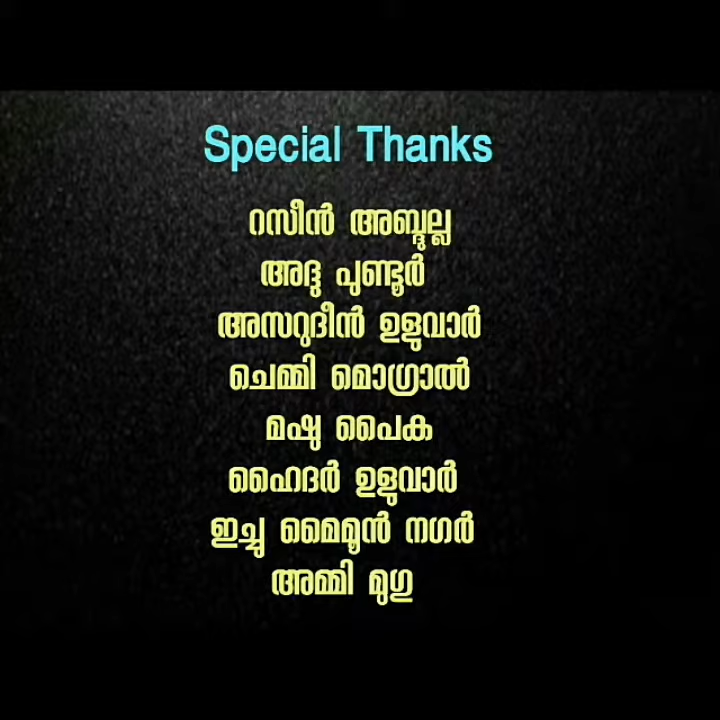 Special Thanks
റസീൻ അബ്ദുല്ല
അദ്ദു പുണ്ടൂർ
അസറുദീൻ ഉളുവാർ
ചെമ്മി മൊഗ്രാൽ
മഷു പൈക
ഹൈദർ ഉളുവാർ
ഇച്ചു മൈമൂൻ നഗർ
അമ്മി മുഗു